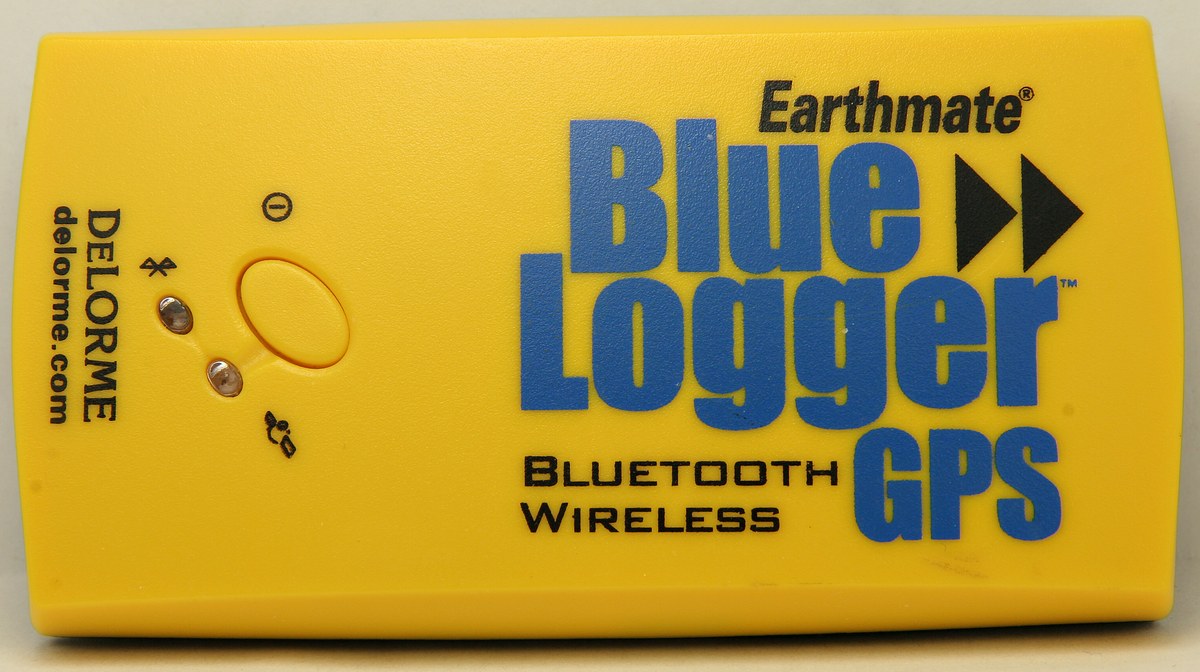 Earthmate®
Blue
Logger™
GPS
BLUETOOTH
WIRELESS
DELORME
delorme.com